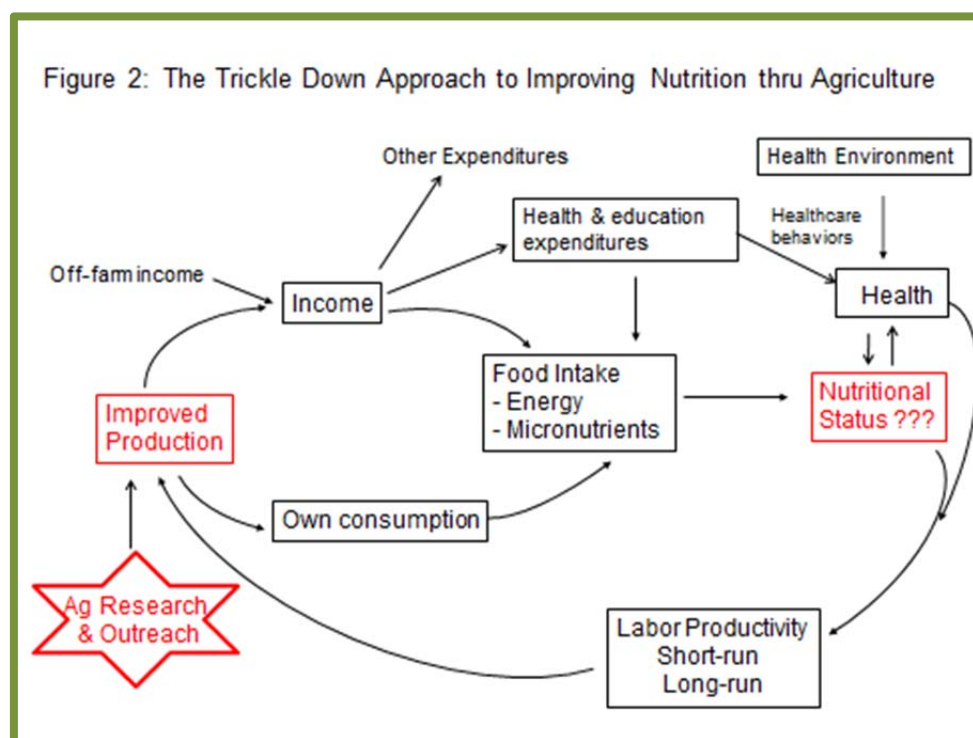 Figure 2: The Trickle Down Approach to Improving Nutrition thru Agriculture
Other Expenditures
Health Environment
Health & education
expenditures
Healthcare
behaviors
Off-farm income
Income
Health
Food Intake
- Energy
- Micronutrients
Nutritional
Status ???
Improved
Production
Own consumption
Ag Research
& Outreach
Labor Productivity
Short-run
Long-run